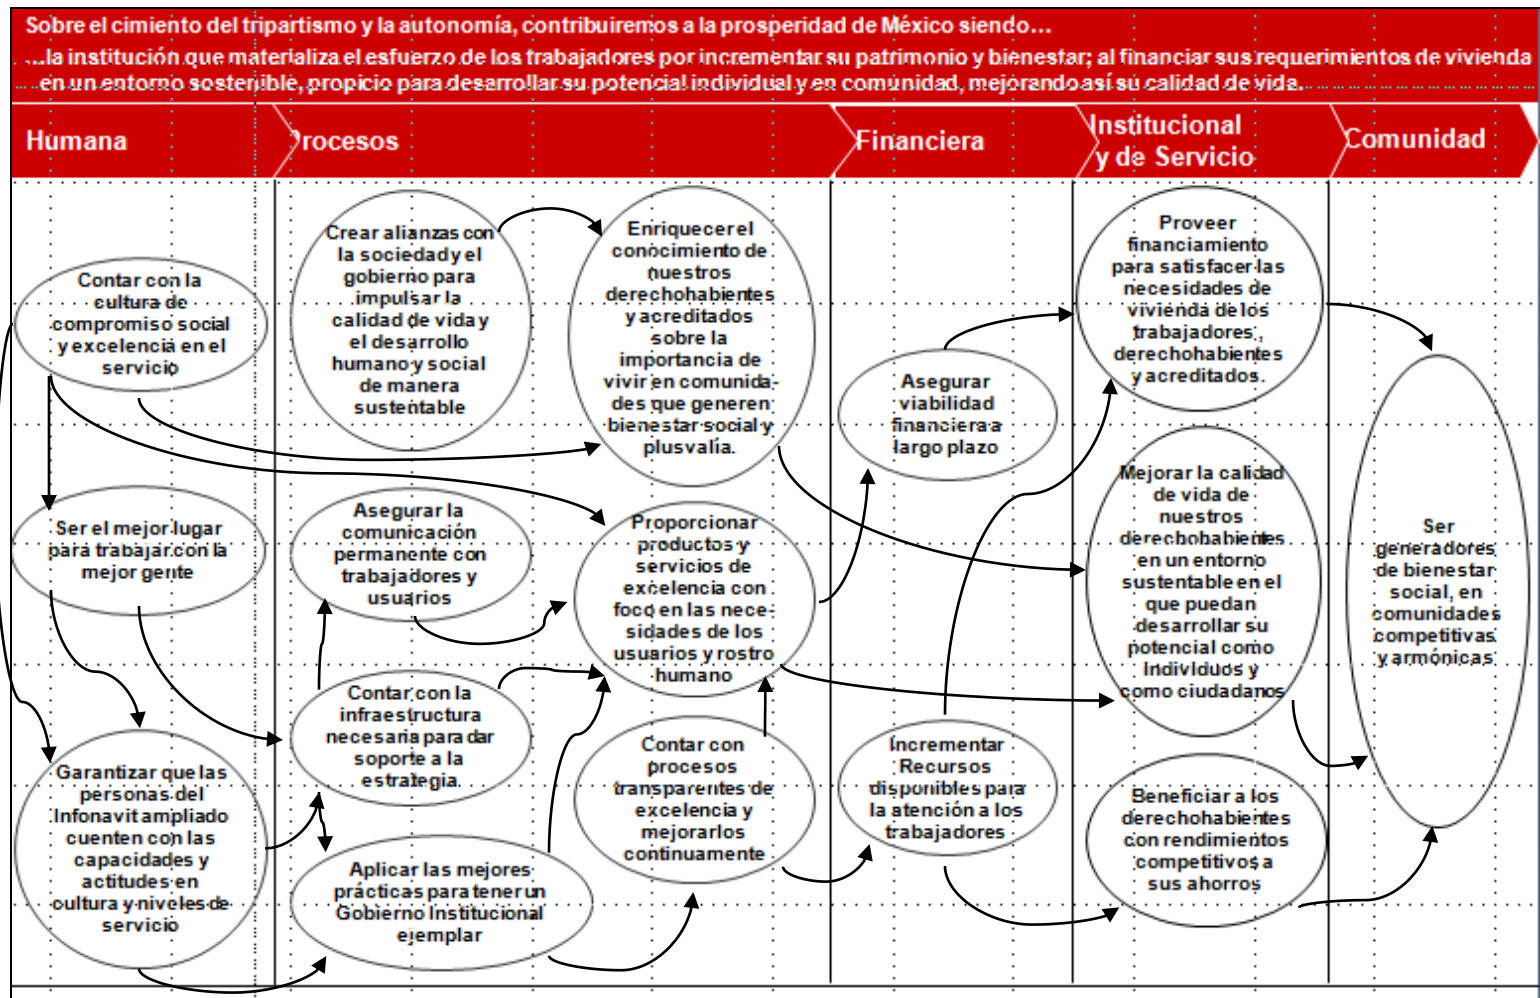 Sobre el cimiento del tripartismo y la autonomía, contribuiremos a la prosperidad de México siendo…
…la institución que materializa el esfuerzo de los trabajadores por incrementar su patrimonio y bienestar; al financiar sus requerimientos de vivienda
en un entorno sostenible, propicio para desarrollar su potencial individual y en comunidad, mejorando así su calidad de vida.
Humana
Procesos
Financiera
Institucional
y de Servicio
Comunidad
Contar con la
cultura de
compromiso social
y excelencia en el
servicio
Ser el mejor lugar
para trabajar con la
mejor gente
Garantizar que las
personas del
Infonavit ampliado
cuenten con las
capacidades y
actitudes en
cultura y niveles de
servicio
Crear alianzas con
la sociedad y el
gobierno para
impulsar la
calidad de vida y
el desarrollo
humano y social
de manera
sustentable
Asegurar la
comunicación
permanente con
trabajadores y
usuarios
Contar con la
infraestructura
necesaria para dar
soporte a la
estrategia.
Aplicar las mejores
prácticas para tener un
Gobierno Institucional
ejemplar
Enriquecer el
conocimiento de
nuestros
derechohabientes
y acreditados
sobre la
importancia de
vivir en comunida-
des que generen
bienestar social y
plusvalía.
Proporcionar
productos y
servicios de
excelencia con
foco en las nece-
sidades de los
usuarios y rostro
humano
Contar con
procesos
transparentes de
excelencia y
mejorarlos
continuamente
Asegurar
viabilidad
financiera a
largo plazo
Incrementar
Recursos
disponibles para
la atención a los
trabajadores
Proveer
financiamiento
para satisfacer las
necesidades de
vivienda de los
trabajadores,
derechohabientes
y acreditados.
Mejorar la calidad
de vida de
nuestros
derechohabientes
en un entorno
sustentable en el
que puedan
desarrollar su
potencial como
individuos y
como ciudadanos
Beneficiar a los
derechohabientes
con rendimientos
competitivos a
sus ahorros
Ser
generadores
de bienestar
social, en
comunidades
competitivas
y armónicas